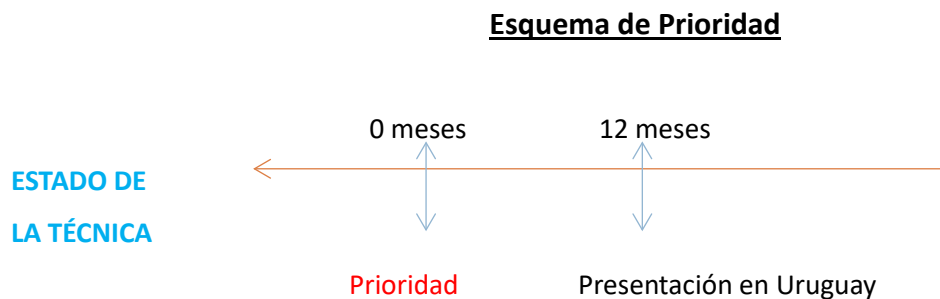 Esquema de Prioridad
0 meses
12 meses
ESTADO DE
LA TÉCNICA
Prioridad
Presentación en Uruguay